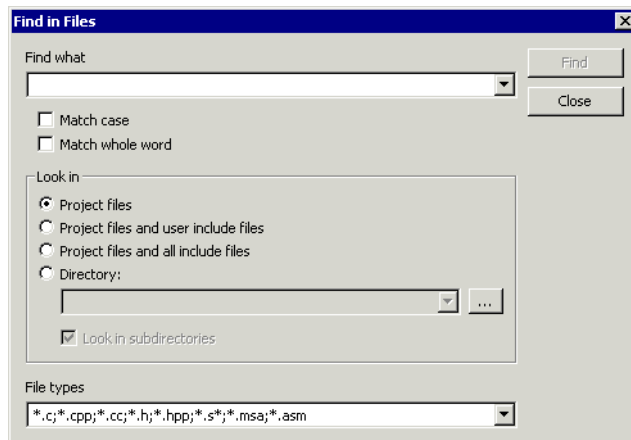 Find in Files
Find what
Find
Close
Match case
Match whole word
Look in
Project files
Project files and user include files
Project files and all include files
Directory:
...
Look in subdirectories
File types
*.c;*.cpp;*.cc;*.h;*.hpp;*.s*;*.msa;*.asm